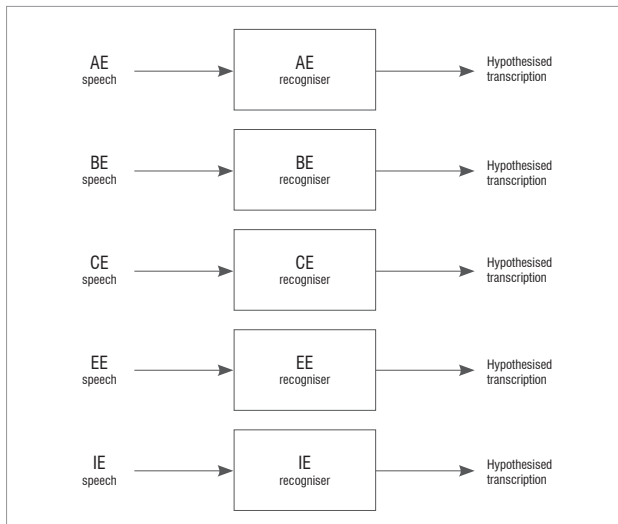 AE AE Hypothesised
speech recogniser transcription
BE BE Hypothesised
speech recogniser transcription
CE CE Hypothesised
speech recogniser transcription
EE EE Hypothesised
speech recogniser transcription
IE IE Hypothesised
speech recogniser transcription